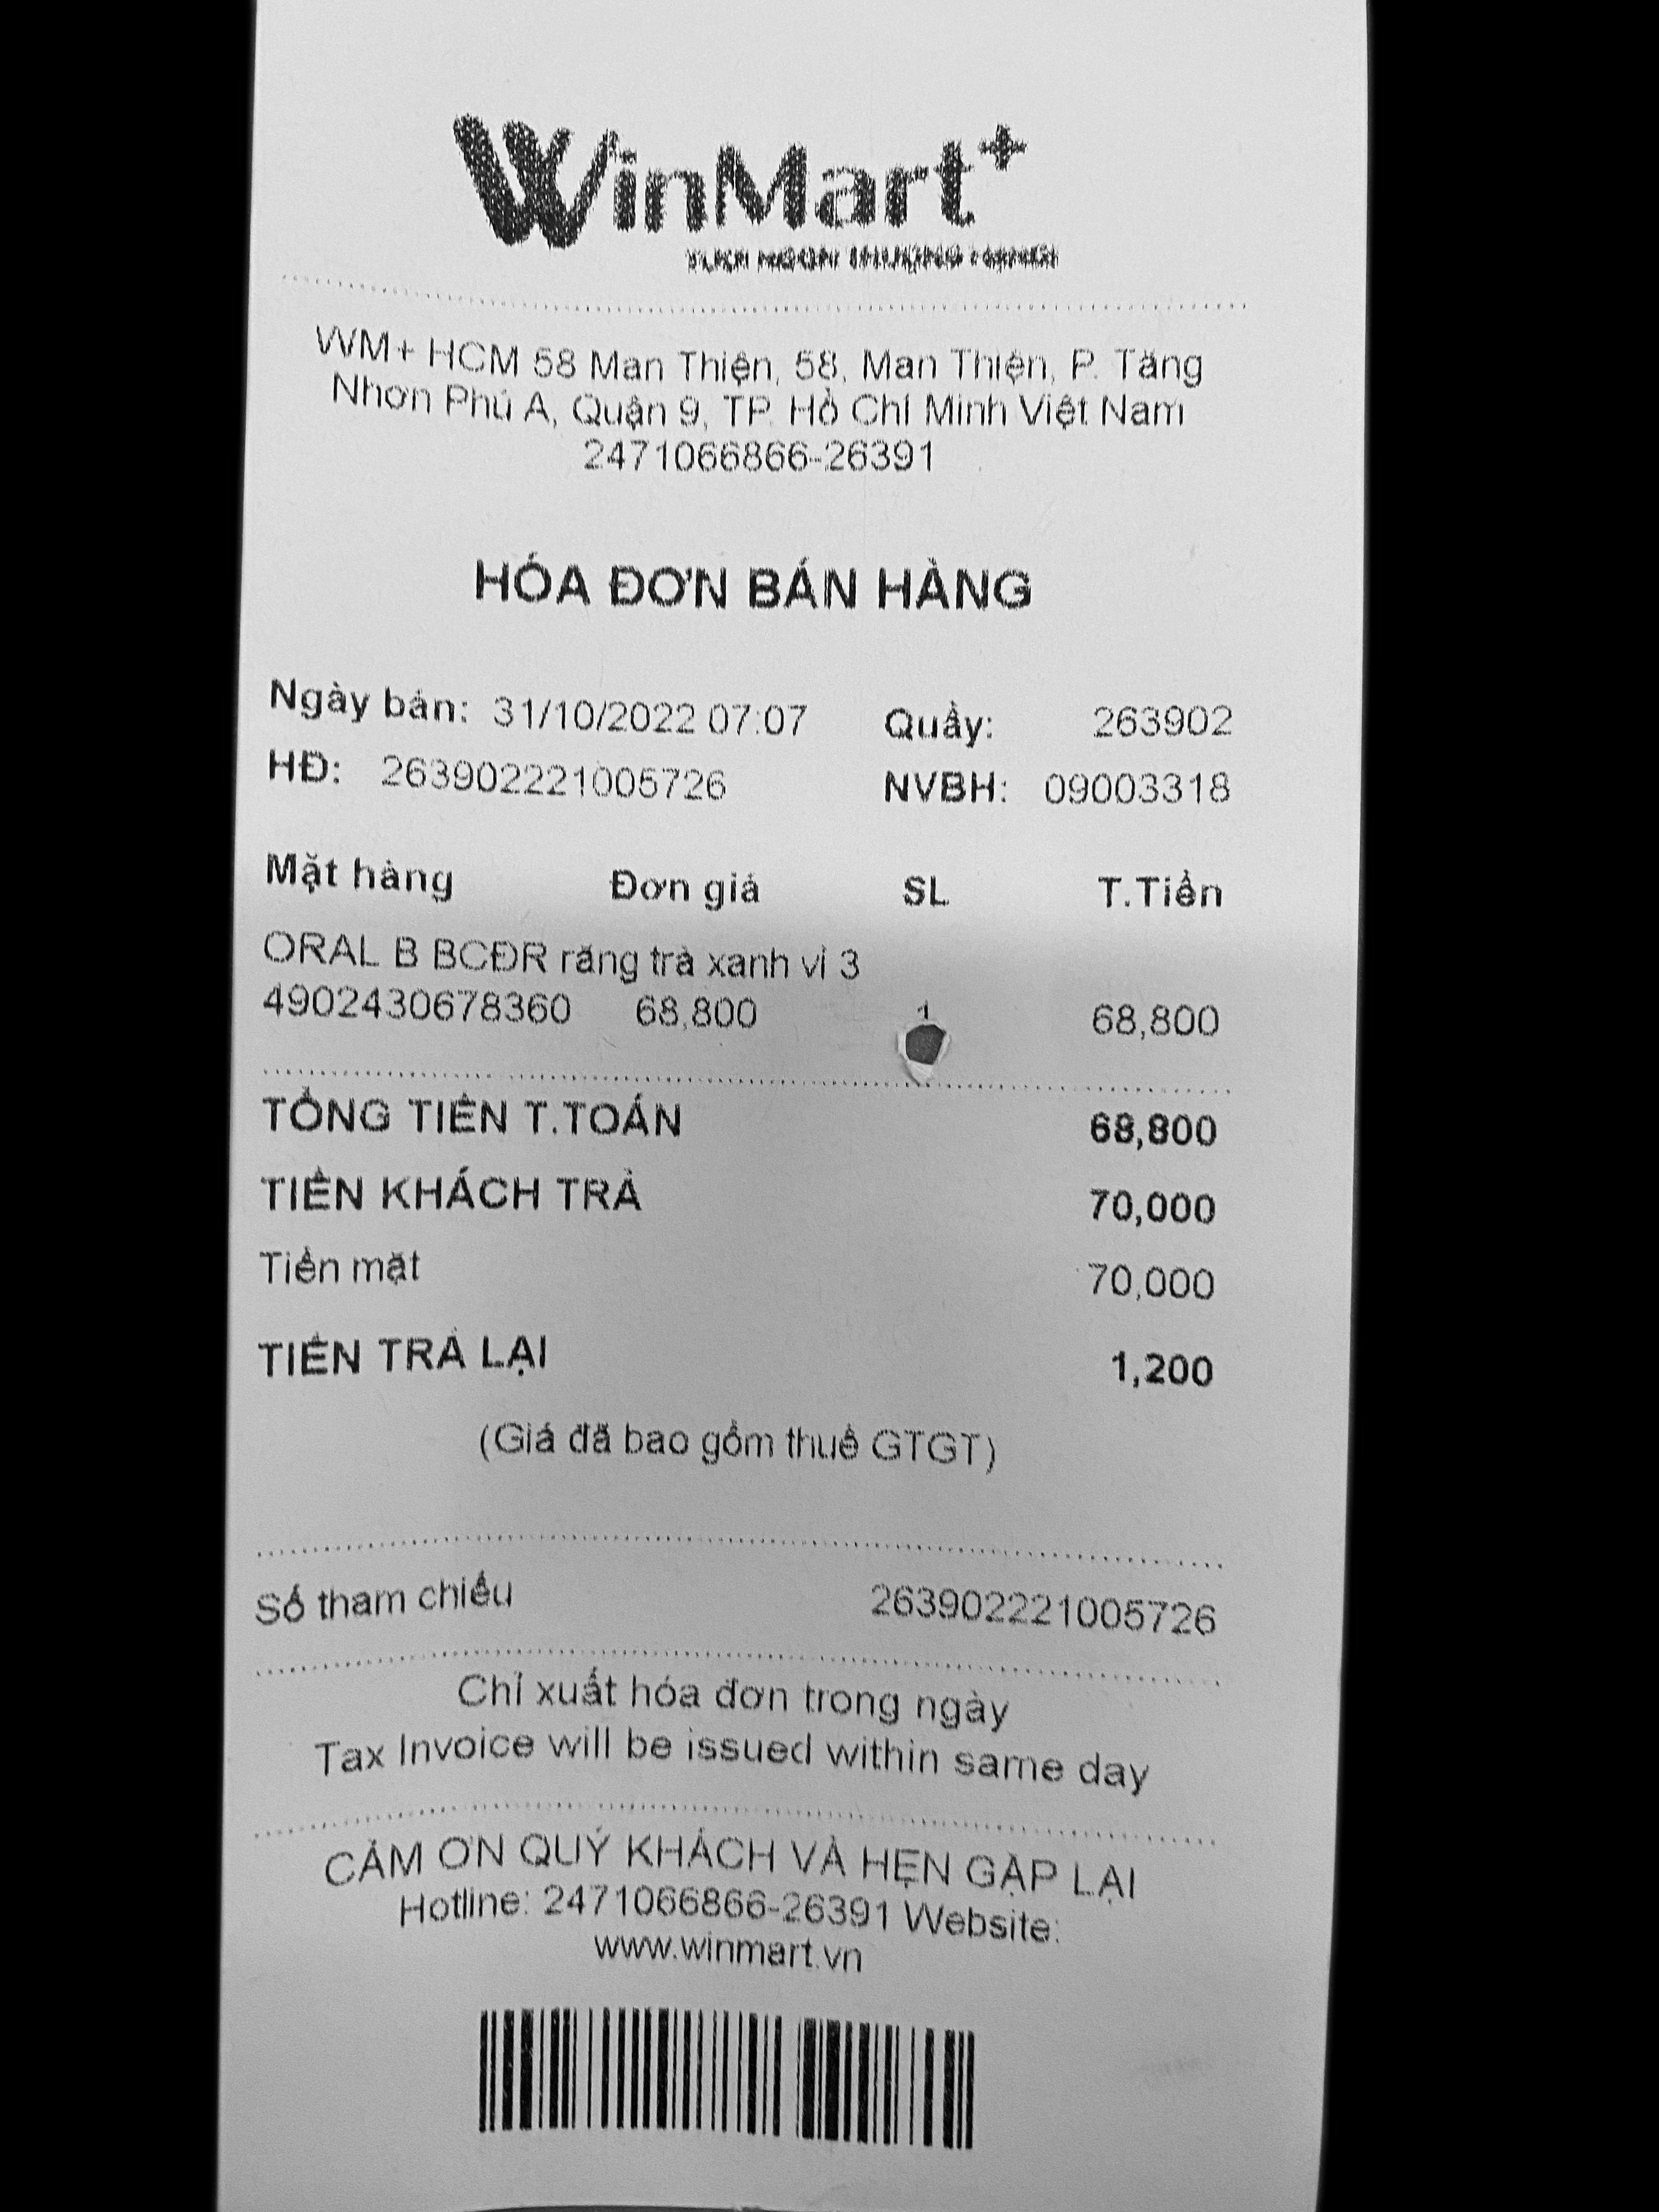 WinMart+
WM+ HCM 58 Man Thiện, 58, Man Thiện, P. Tăng
Nhơn Phú A, Quận 9, TP. Hồ Chí Minh Việt Nam
2471066866-26391
HÓA ĐƠN BÁN HÀNG
Ngày bán: 31/10/2022 07:07 Quầy: 263902
HĐ: 263902221005726 NVBH: 09003318
Mặt hàng Đơn giá SL T.Tiền
ORAL B BCĐR răng trà xanh vỉ 3
4902430678360 68,800 1 68,800
TỔNG TIỀN T.TOÁN 68,800
TIỀN KHÁCH TRẢ 70,000
Tiền mặt 70,000
TIỀN TRẢ LẠI 1,200
(Giá đã bao gồm thuế GTGT)
Số tham chiếu 263902221005726
Chỉ xuất hóa đơn trong ngày
Tax Invoice will be issued within same day
CẢM ƠN QUÝ KHÁCH VÀ HẸN GẶP LẠI
Hotline: 2471066866-26391 Website:
www.winmart.vn